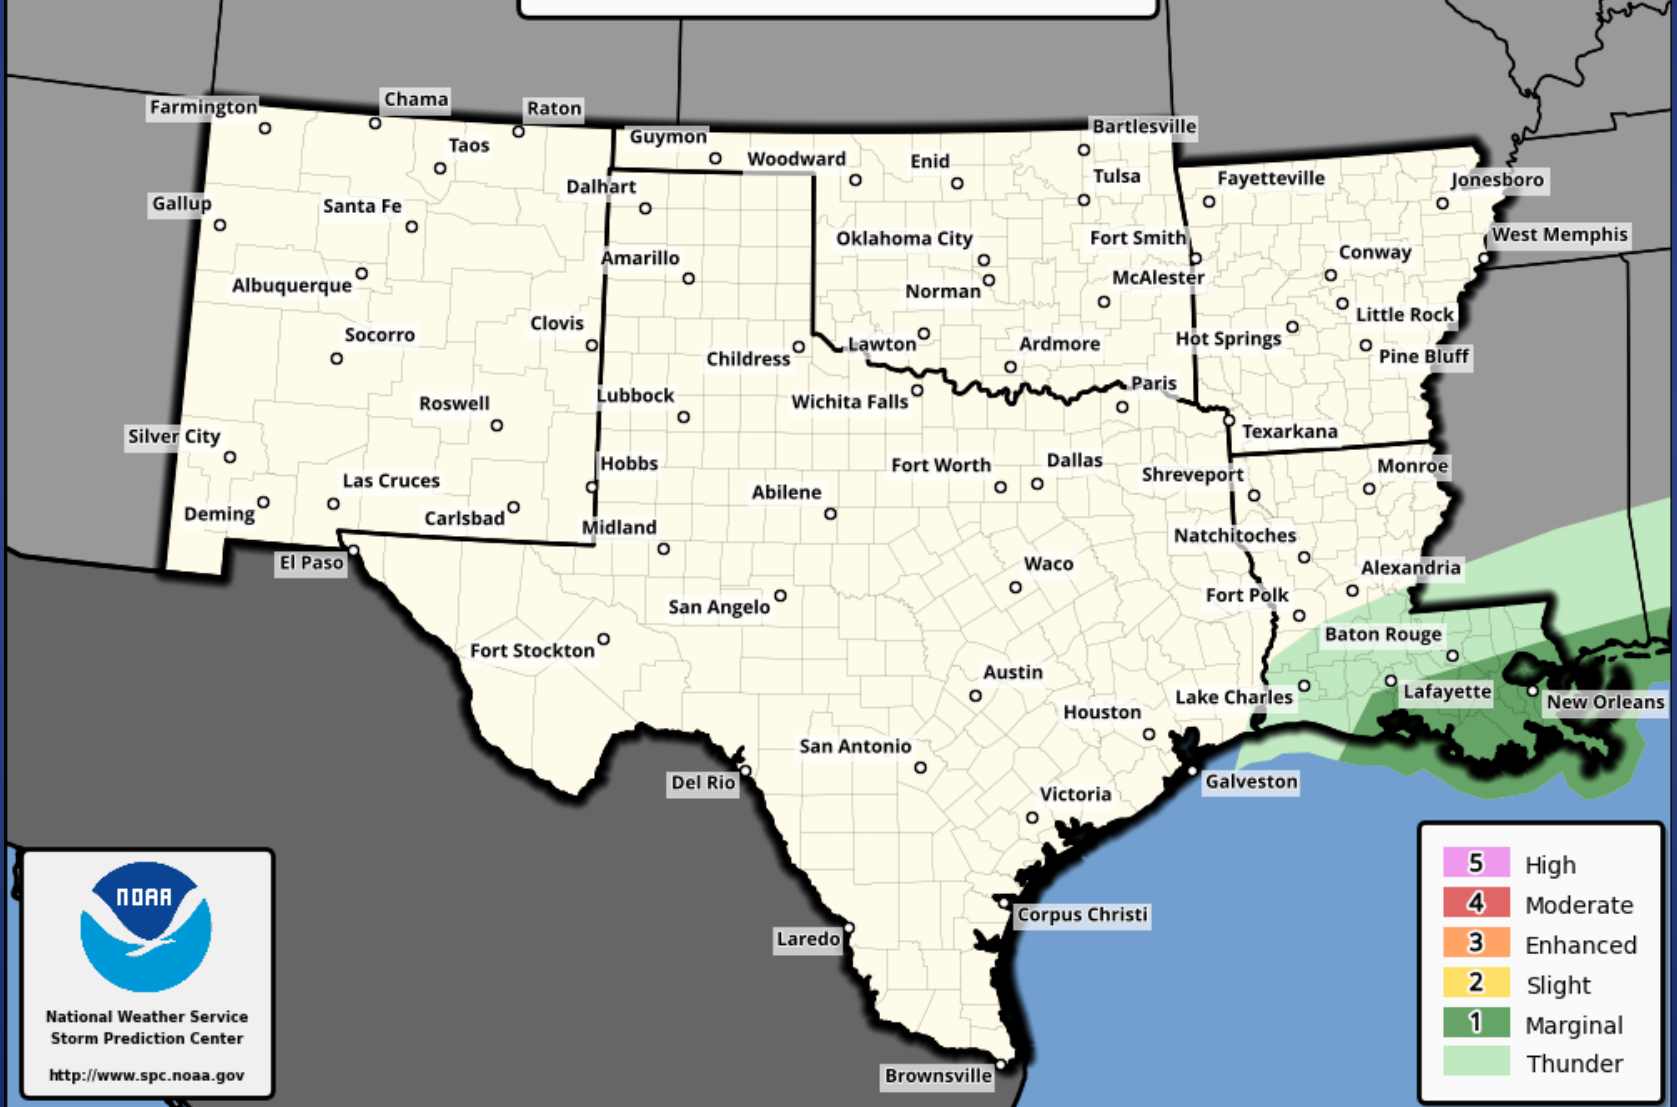 Farmington
Chama
Raton
Taos
Guymon
Woodward
Enid
Bartlesville
Tulsa
Fayetteville
Jonesboro
Gallup
Santa Fe
Dalhart
Oklahoma City
Fort Smith
West Memphis
Conway
Albuquerque
Amarillo
Norman
McAlester
Little Rock
Socorro
Clovis
Childress
Lawton
Ardmore
Hot Springs
Pine Bluff
Roswell
Lubbock
Wichita Falls
Paris
Texarkana
Silver City
Hobbs
Fort Worth
Dallas
Shreveport
Monroe
Las Cruces
Deming
Carlsbad
Midland
Abilene
Natchitoches
El Paso
San Angelo
Waco
Fort Polk
Alexandria
Fort Stockton
Baton Rouge
Austin
Lake Charles
Lafayette
New Orleans
Houston
San Antonio
Del Rio
Galveston
Victoria
Corpus Christi
Laredo
Brownsville
NOAA
National Weather Service
Storm Prediction Center
http://www.spc.noaa.gov
5 High
4 Moderate
3 Enhanced
2 Slight
1 Marginal
Thunder